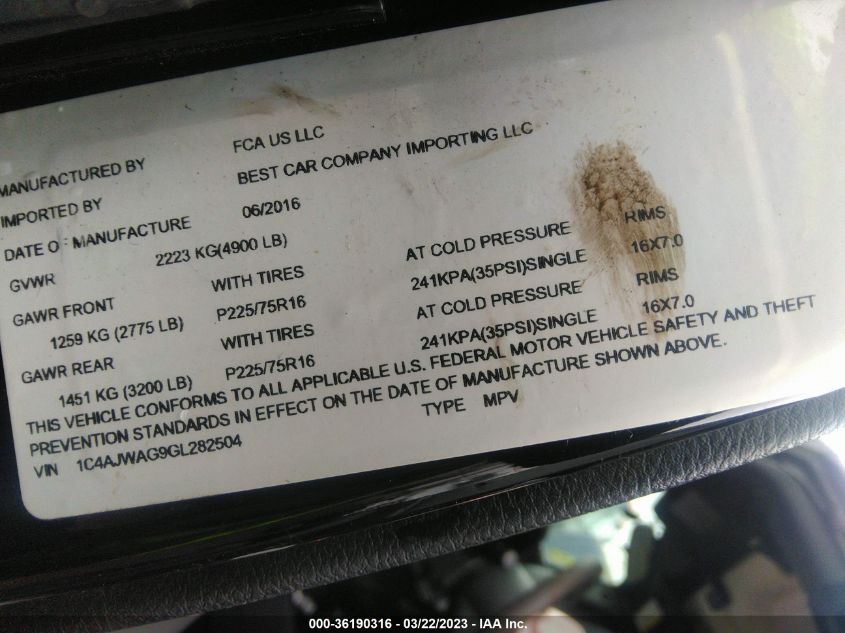 MANUFACTURED BY FCA US LLC
IMPORTED BY BEST CAR COMPANY IMPORTING LLC
DATE O: MANUFACTURE 06/2016
GVWR 2223 KG(4900 LB)
GAWR FRONT WITH TIRES AT COLD PRESSURE RIMS
1259 KG (2775 LB) P225/75R16 241KPA(35PSI)SINGLE 16X7.0
GAWR REAR WITH TIRES AT COLD PRESSURE RIMS
1451 KG (3200 LB) P225/75R16 241KPA(35PSI)SINGLE 16X7.0
THIS VEHICLE CONFORMS TO ALL APPLICABLE U.S. FEDERAL MOTOR VEHICLE SAFETY AND THEFT
PREVENTION STANDARDS IN EFFECT ON THE DATE OF MANUFACTURE SHOWN ABOVE.
VIN 1C4AJWAG9GL282504 TYPE MPV
000-36190316 - 03/22/2023 - IAA Inc.